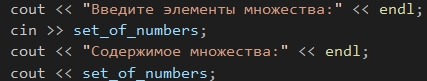 cout << "Введите элементы множества:" << endl;
cin >> set_of_numbers;
cout << "Содержимое множества:" << endl;
cout << set_of_numbers;